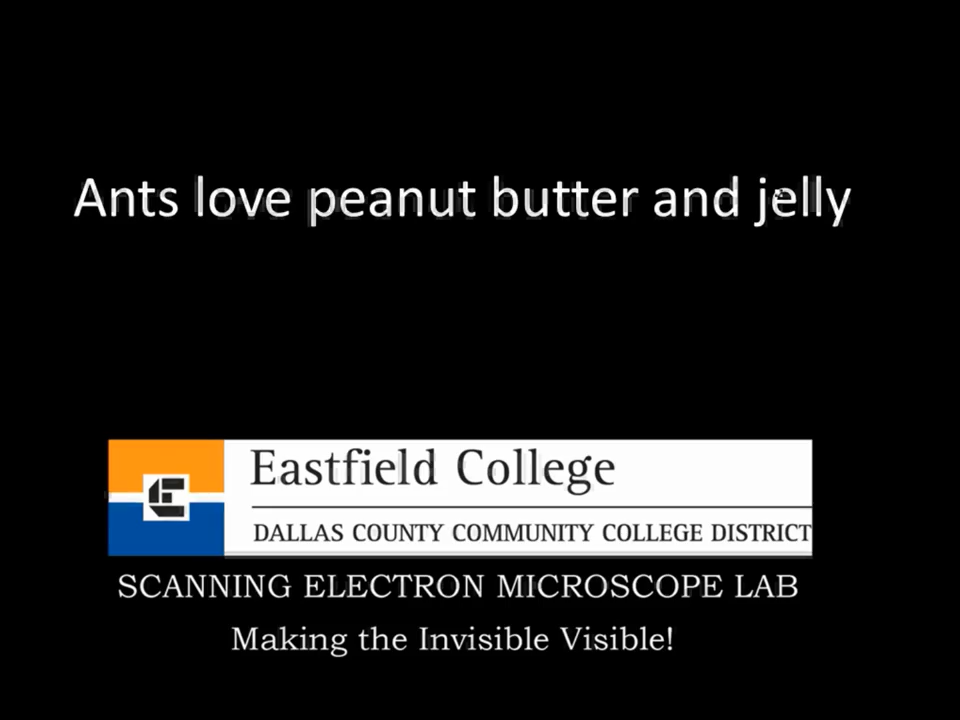 Ants love peanut butter and jelly
Eastfield College
DALLAS COUNTY COMMUNITY COLLEGE DISTRICT
SCANNING ELECTRON MICROSCOPE LAB
Making the Invisible Visible!